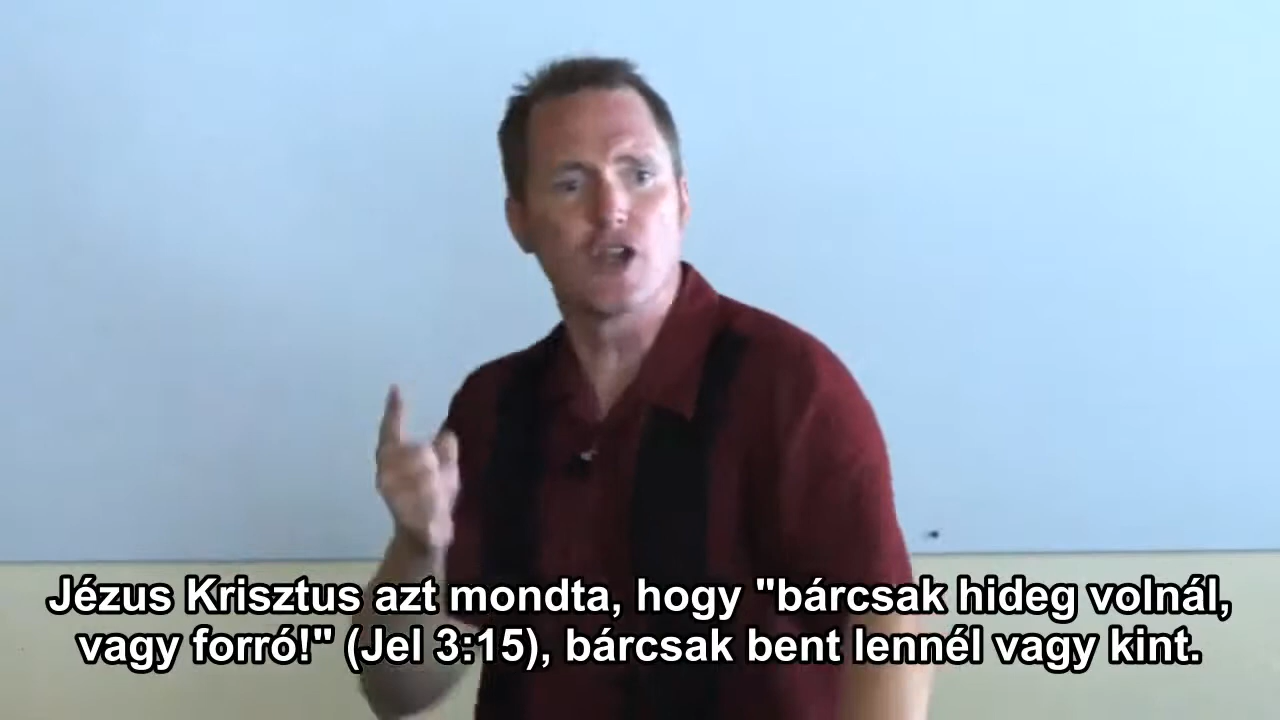 Jézus Krisztus azt mondta, hogy "bárcsak hideg volnál,
vagy forró!" (Jel 3:15), bárcsak bent lennél vagy kint.